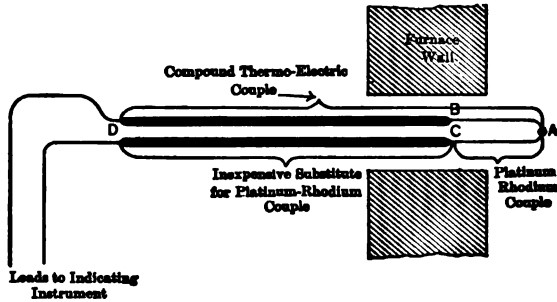 Furnace
Wall.
Compound Thermo-Electric
Couple
B
D
C
A
Inexpensive Substitute
for Platinum-Rhodium
Couple
Platinum
Rhodium
Couple
Leads to Indicating
Instrument